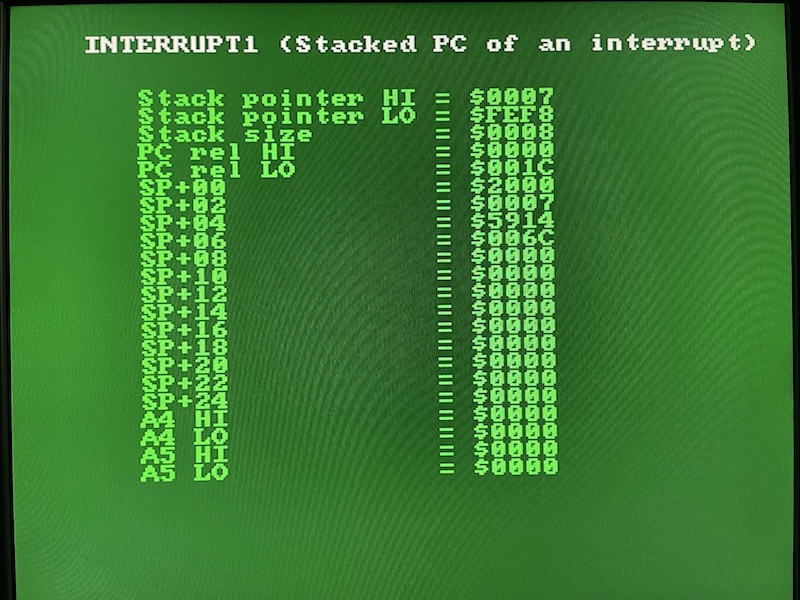 INTERRUPT1 (Stacked PC of an interrupt)
Stack pointer HI = $0007
Stack pointer LO = $FEF8
Stack size = $0008
PC rel HI = $0000
PC rel LO = $001C
SP+00 = $2000
SP+02 = $0007
SP+04 = $5914
SP+06 = $006C
SP+08 = $0000
SP+10 = $0000
SP+12 = $0000
SP+14 = $0000
SP+16 = $0000
SP+18 = $0000
SP+20 = $0000
SP+22 = $0000
SP+24 = $0000
A4 HI = $0000
A4 LO = $0000
A5 HI = $0000
A5 LO = $0000